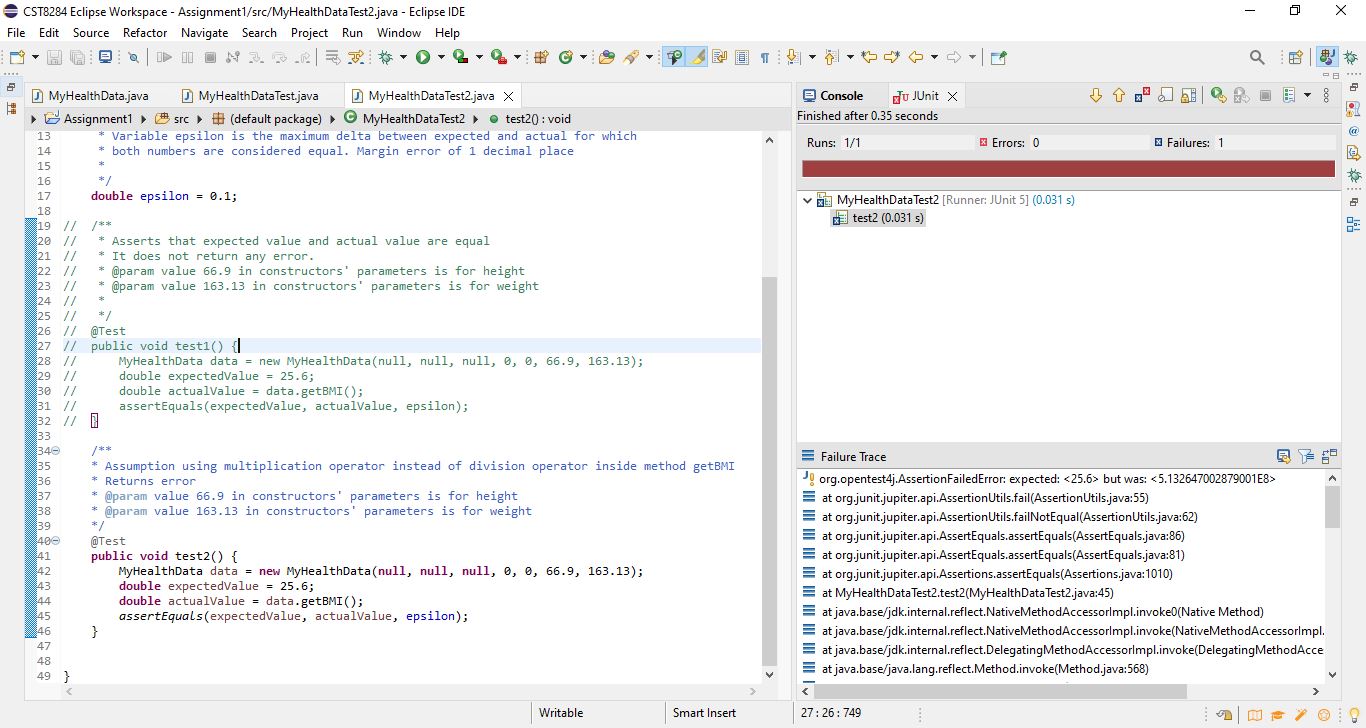 CST8284 Eclipse Workspace - Assignment1/src/MyHealthDataTest2.java - Eclipse IDE
File Edit Source Refactor Navigate Search Project Run Window Help
MyHealthData.java MyHealthDataTest.java MyHealthDataTest2.java
Assignment1 src (default package) MyHealthDataTest2 test2() : void
13 * Variable epsilon is the maximum delta between expected and actual for which
14 * both numbers are considered equal. Margin error of 1 decimal place
15 *
16 */
17 double epsilon = 0.1;
18
19 // /**
20 // * Asserts that expected value and actual value are equal
21 // * It does not return any error.
22 // * @param value 66.9 in constructors' parameters is for height
23 // * @param value 163.13 in constructors' parameters is for weight
24 // *
25 // */
26 // @Test
27 // public void test1() {
28 // MyHealthData data = new MyHealthData(null, null, null, 0, 0, 66.9, 163.13);
29 // double expectedValue = 25.6;
30 // double actualValue = data.getBMI();
31 // assertEquals(expectedValue, actualValue, epsilon);
32 // }
33
34 /**
35 * Assumption using multiplication operator instead of division operator inside method getBMI
36 * Returns error
37 * @param value 66.9 in constructors' parameters is for height
38 * @param value 163.13 in constructors' parameters is for weight
39 */
40 @Test
41 public void test2() {
42 MyHealthData data = new MyHealthData(null, null, null, 0, 0, 66.9, 163.13);
43 double expectedValue = 25.6;
44 double actualValue = data.getBMI();
45 assertEquals(expectedValue, actualValue, epsilon);
46 }
47
48
49 }
Console JUnit
Finished after 0.35 seconds
Runs: 1/1 Errors: 0 Failures: 1
MyHealthDataTest2 [Runner: JUnit 5] (0.031 s)
test2 (0.031 s)
Failure Trace
org.opentest4j.AssertionFailedError: expected: <25.6> but was: <5.132647002879001E8>
at org.junit.jupiter.api.AssertionUtils.fail(AssertionUtils.java:55)
at org.junit.jupiter.api.AssertionUtils.failNotEqual(AssertionUtils.java:62)
at org.junit.jupiter.api.AssertEquals.assertEquals(AssertEquals.java:86)
at org.junit.jupiter.api.AssertEquals.assertEquals(AssertEquals.java:81)
at org.junit.jupiter.api.Assertions.assertEquals(Assertions.java:1010)
at MyHealthDataTest2.test2(MyHealthDataTest2.java:45)
at java.base/jdk.internal.reflect.NativeMethodAccessorImpl.invoke0(Native Method)
at java.base/jdk.internal.reflect.NativeMethodAccessorImpl.invoke(NativeMethodAccessorImpl.
at java.base/jdk.internal.reflect.DelegatingMethodAccessorImpl.invoke(DelegatingMethodAcce
at java.base/java.lang.reflect.Method.invoke(Method.java:568)
Writable Smart Insert 27 : 26 : 749